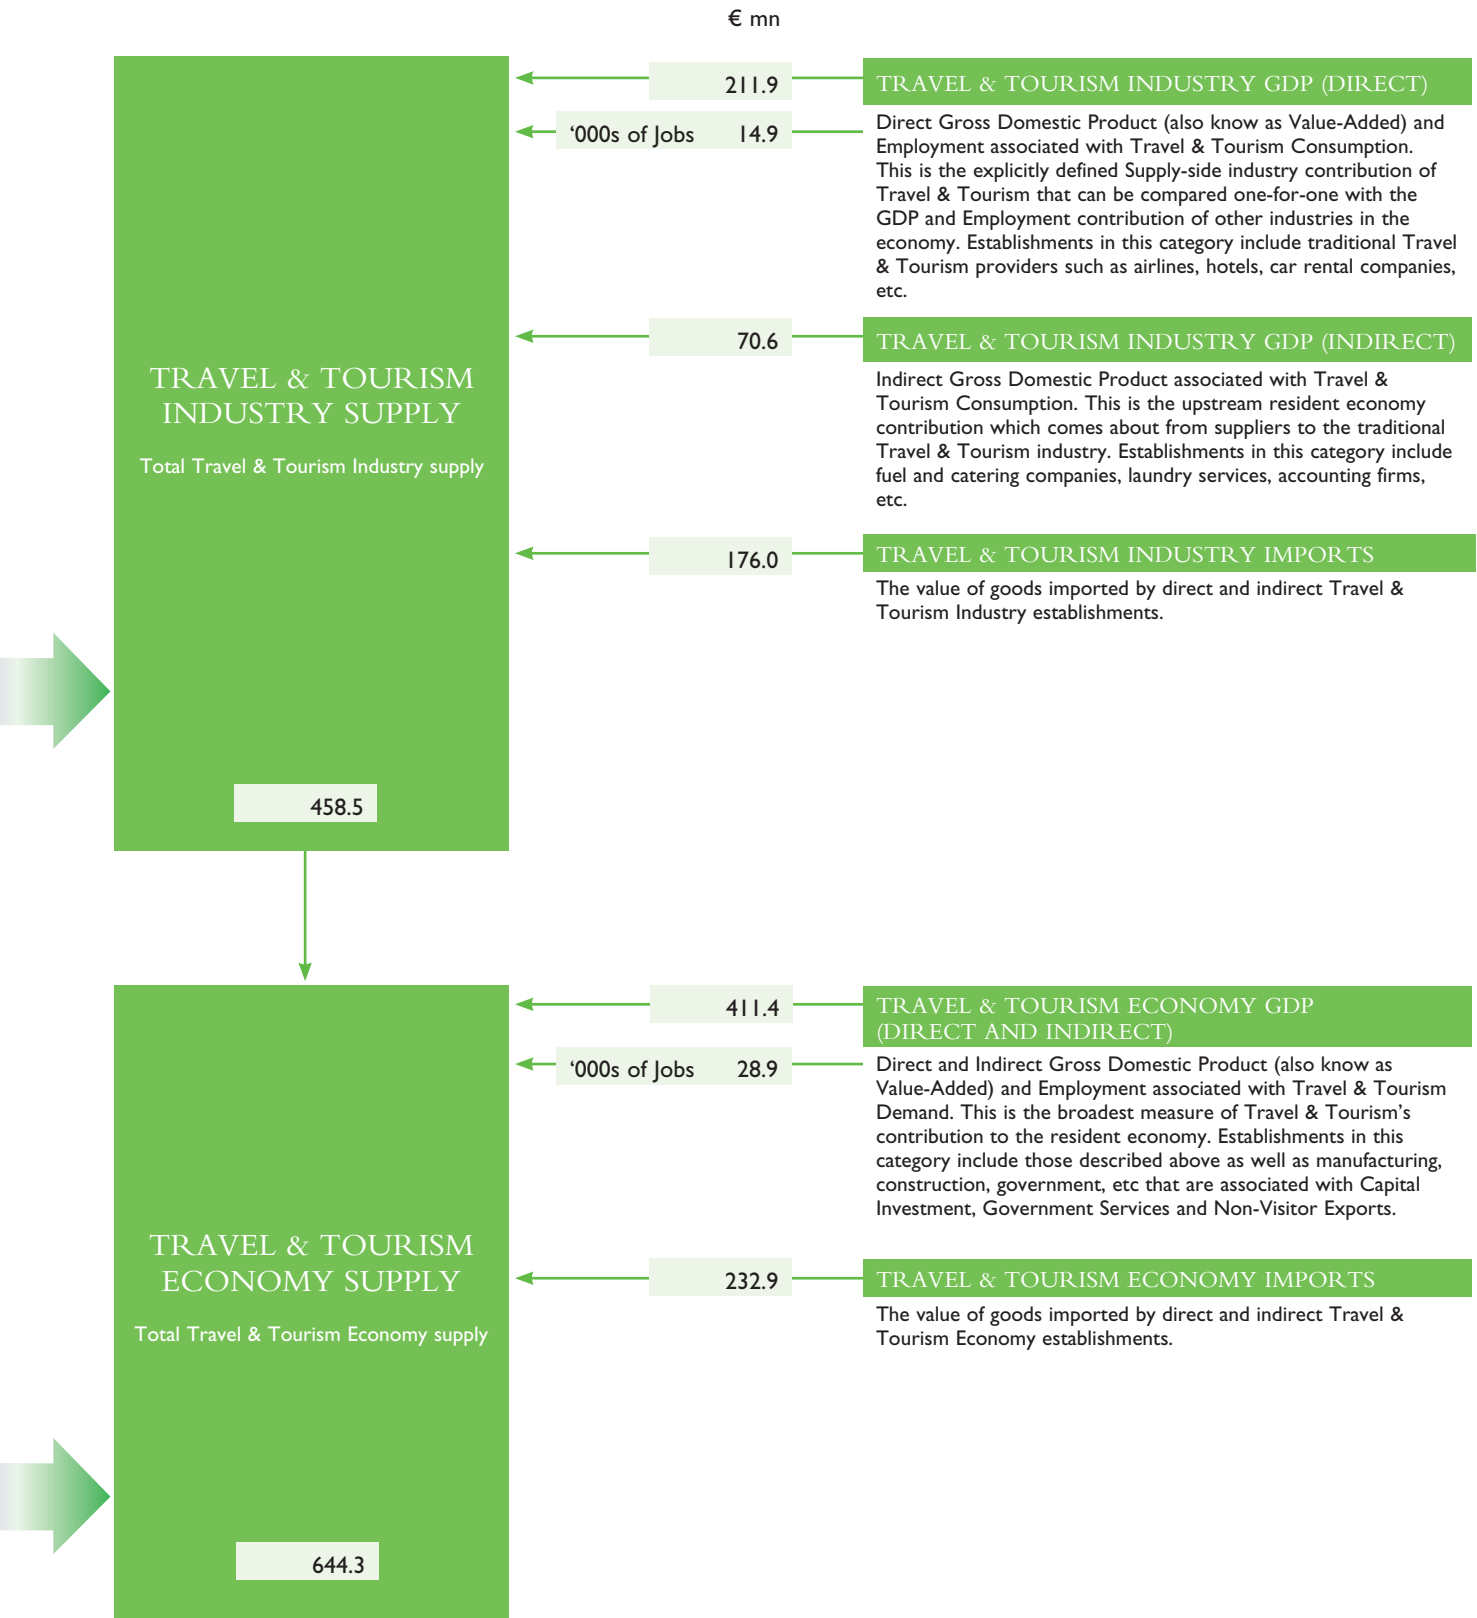 € mn
211.9
TRAVEL & TOURISM INDUSTRY GDP (DIRECT)
‘000s of Jobs 14.9
Direct Gross Domestic Product (also know as Value-Added) and
Employment associated with Travel & Tourism Consumption.
This is the explicitly defined Supply-side industry contribution of
Travel & Tourism that can be compared one-for-one with the
GDP and Employment contribution of other industries in the
economy. Establishments in this category include traditional Travel
& Tourism providers such as airlines, hotels, car rental companies,
etc.
70.6
TRAVEL & TOURISM INDUSTRY GDP (INDIRECT)
Indirect Gross Domestic Product associated with Travel &
Tourism Consumption. This is the upstream resident economy
contribution which comes about from suppliers to the traditional
Travel & Tourism industry. Establishments in this category include
fuel and catering companies, laundry services, accounting firms,
etc.
TRAVEL & TOURISM
INDUSTRY SUPPLY
Total Travel & Tourism Industry supply
176.0
TRAVEL & TOURISM INDUSTRY IMPORTS
The value of goods imported by direct and indirect Travel &
Tourism Industry establishments.
458.5
411.4
TRAVEL & TOURISM ECONOMY GDP
(DIRECT AND INDIRECT)
‘000s of Jobs 28.9
Direct and Indirect Gross Domestic Product (also know as
Value-Added) and Employment associated with Travel & Tourism
Demand. This is the broadest measure of Travel & Tourism’s
contribution to the resident economy. Establishments in this
category include those described above as well as manufacturing,
construction, government, etc that are associated with Capital
Investment, Government Services and Non-Visitor Exports.
TRAVEL & TOURISM
ECONOMY SUPPLY
Total Travel & Tourism Economy supply
232.9
TRAVEL & TOURISM ECONOMY IMPORTS
The value of goods imported by direct and indirect Travel &
Tourism Economy establishments.
644.3